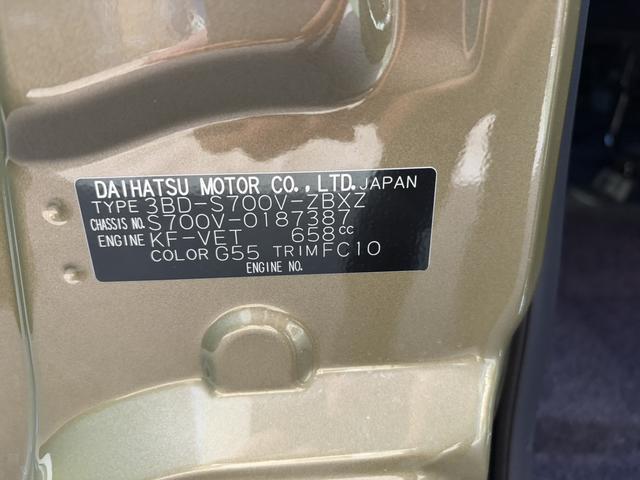 DAIHATSU MOTOR CO.,LTD.JAPAN
TYPE 3BD-S700V-ZBXZ
CHASSIS NO. S700V-0187387
ENGINE KF-VET 658cc
COLOR G55 TRIM FC10
ENGINE NO.